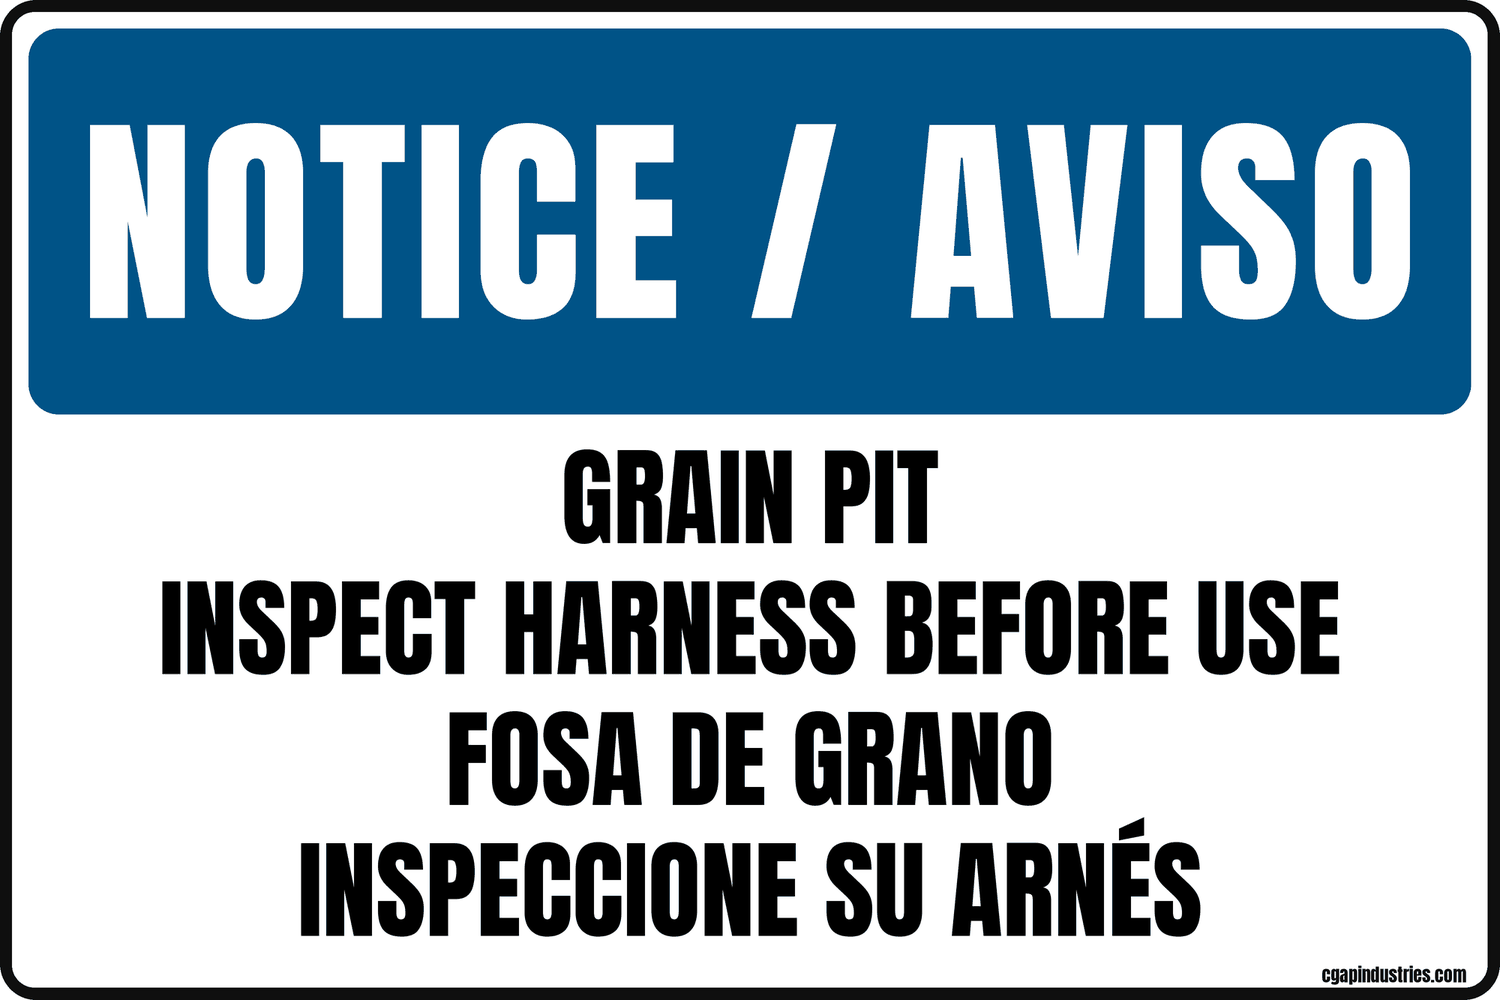 NOTICE / AVISO
GRAIN PIT
INSPECT HARNESS BEFORE USE
FOSA DE GRANO
INSPECCIONE SU ARNÉS
cgapindustries.com